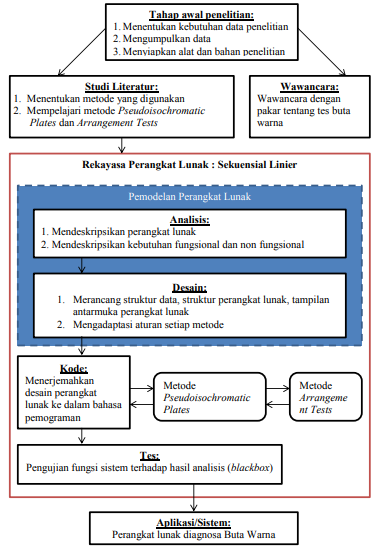 Tahap awal penelitian:
1. Menentukan kebutuhan data penelitian
2. Mengumpulkan data
3. Menyiapkan alat dan bahan penelitian
Studi Literatur:
1. Menentukan metode yang digunakan
2. Mempelajari metode Pseudoisochromatic
Plates dan Arrangement Tests
Wawancara:
Wawancara dengan
pakar tentang tes buta
warna
Rekayasa Perangkat Lunak : Sekuensial Linier
Pemodelan Perangkat Lunak
Analisis:
1. Mendeskripsikan perangkat lunak
2. Mendeskripsikan kebutuhan fungsional dan non fungsional
Desain:
1. Merancang struktur data, struktur perangkat lunak, tampilan
antarmuka perangkat lunak
2. Mengadaptasi aturan setiap metode
Kode:
Menerjemahkan
desain perangkat
lunak ke dalam bahasa
pemograman
Metode
Pseudoisochromatic
Plates
Metode
Arrangeme
nt Tests
Tes:
Pengujian fungsi sistem terhadap hasil analisis (blackbox)
Aplikasi/Sistem:
Perangkat lunak diagnosa Buta Warna